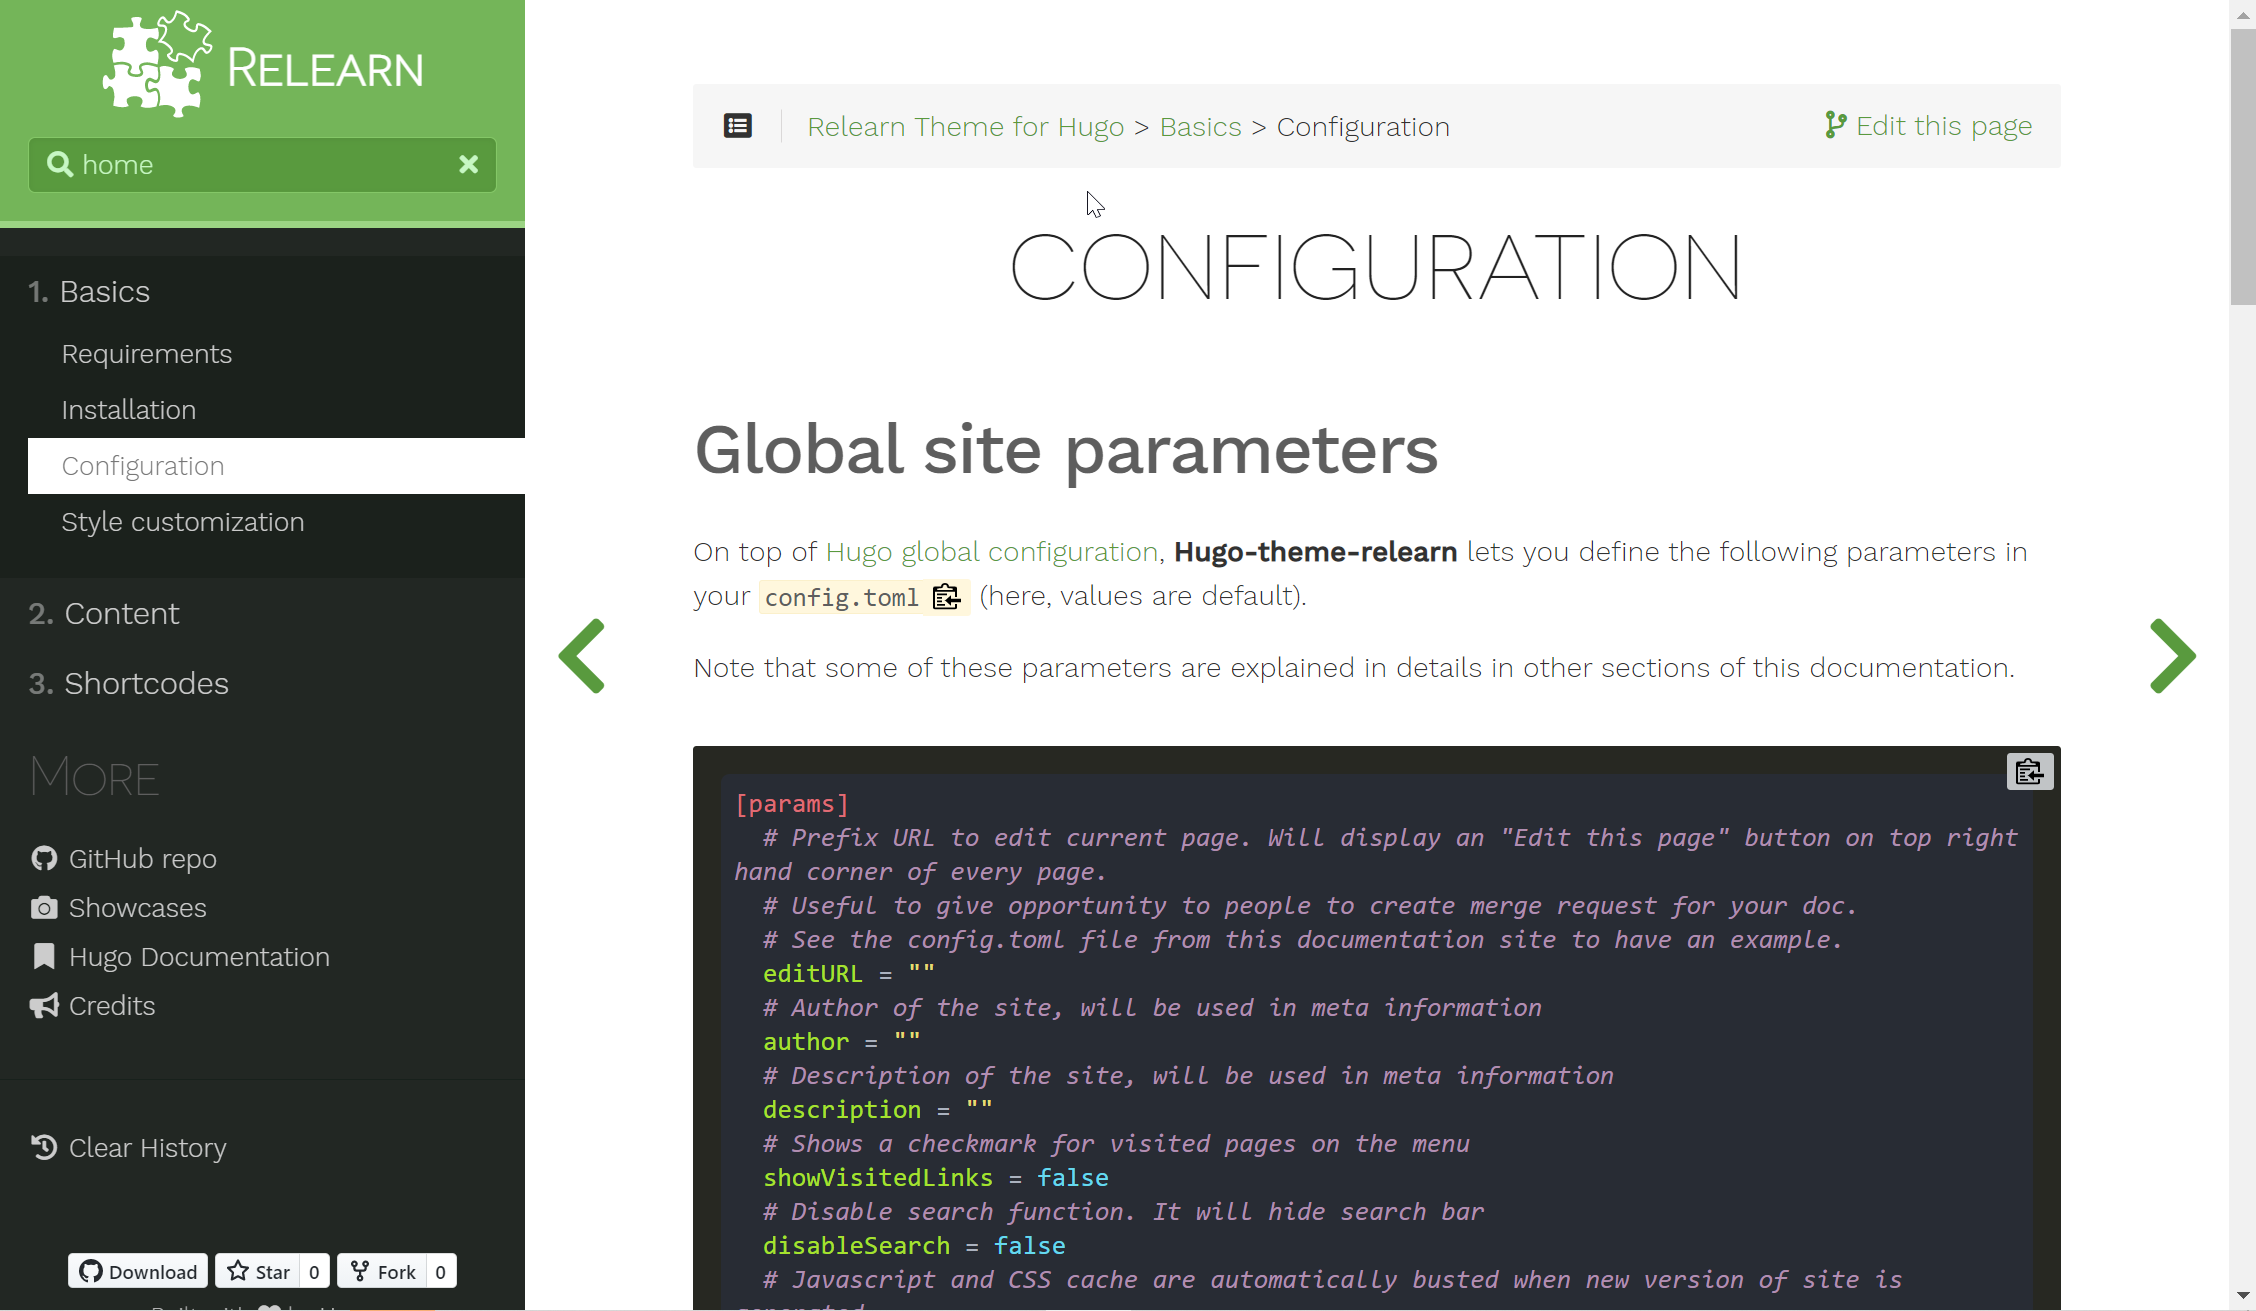 RELEARN
home
1. Basics
Requirements
Installation
Configuration
Style customization
2. Content
3. Shortcodes
MORE
GitHub repo
Showcases
Hugo Documentation
Credits
Clear History
Download
Star 0
Fork 0
Relearn Theme for Hugo > Basics > Configuration
Edit this page
CONFIGURATION
Global site parameters
On top of Hugo global configuration, Hugo-theme-relearn lets you define the following parameters in
your config.toml (here, values are default).
Note that some of these parameters are explained in details in other sections of this documentation.
[params]
# Prefix URL to edit current page. Will display an "Edit this page" button on top right
hand corner of every page.
# Useful to give opportunity to people to create merge request for your doc.
# See the config.toml file from this documentation site to have an example.
editURL = ""
# Author of the site, will be used in meta information
author = ""
# Description of the site, will be used in meta information
description = ""
# Shows a checkmark for visited pages on the menu
showVisitedLinks = false
# Disable search function. It will hide search bar
disableSearch = false
# Javascript and CSS cache are automatically busted when new version of site is